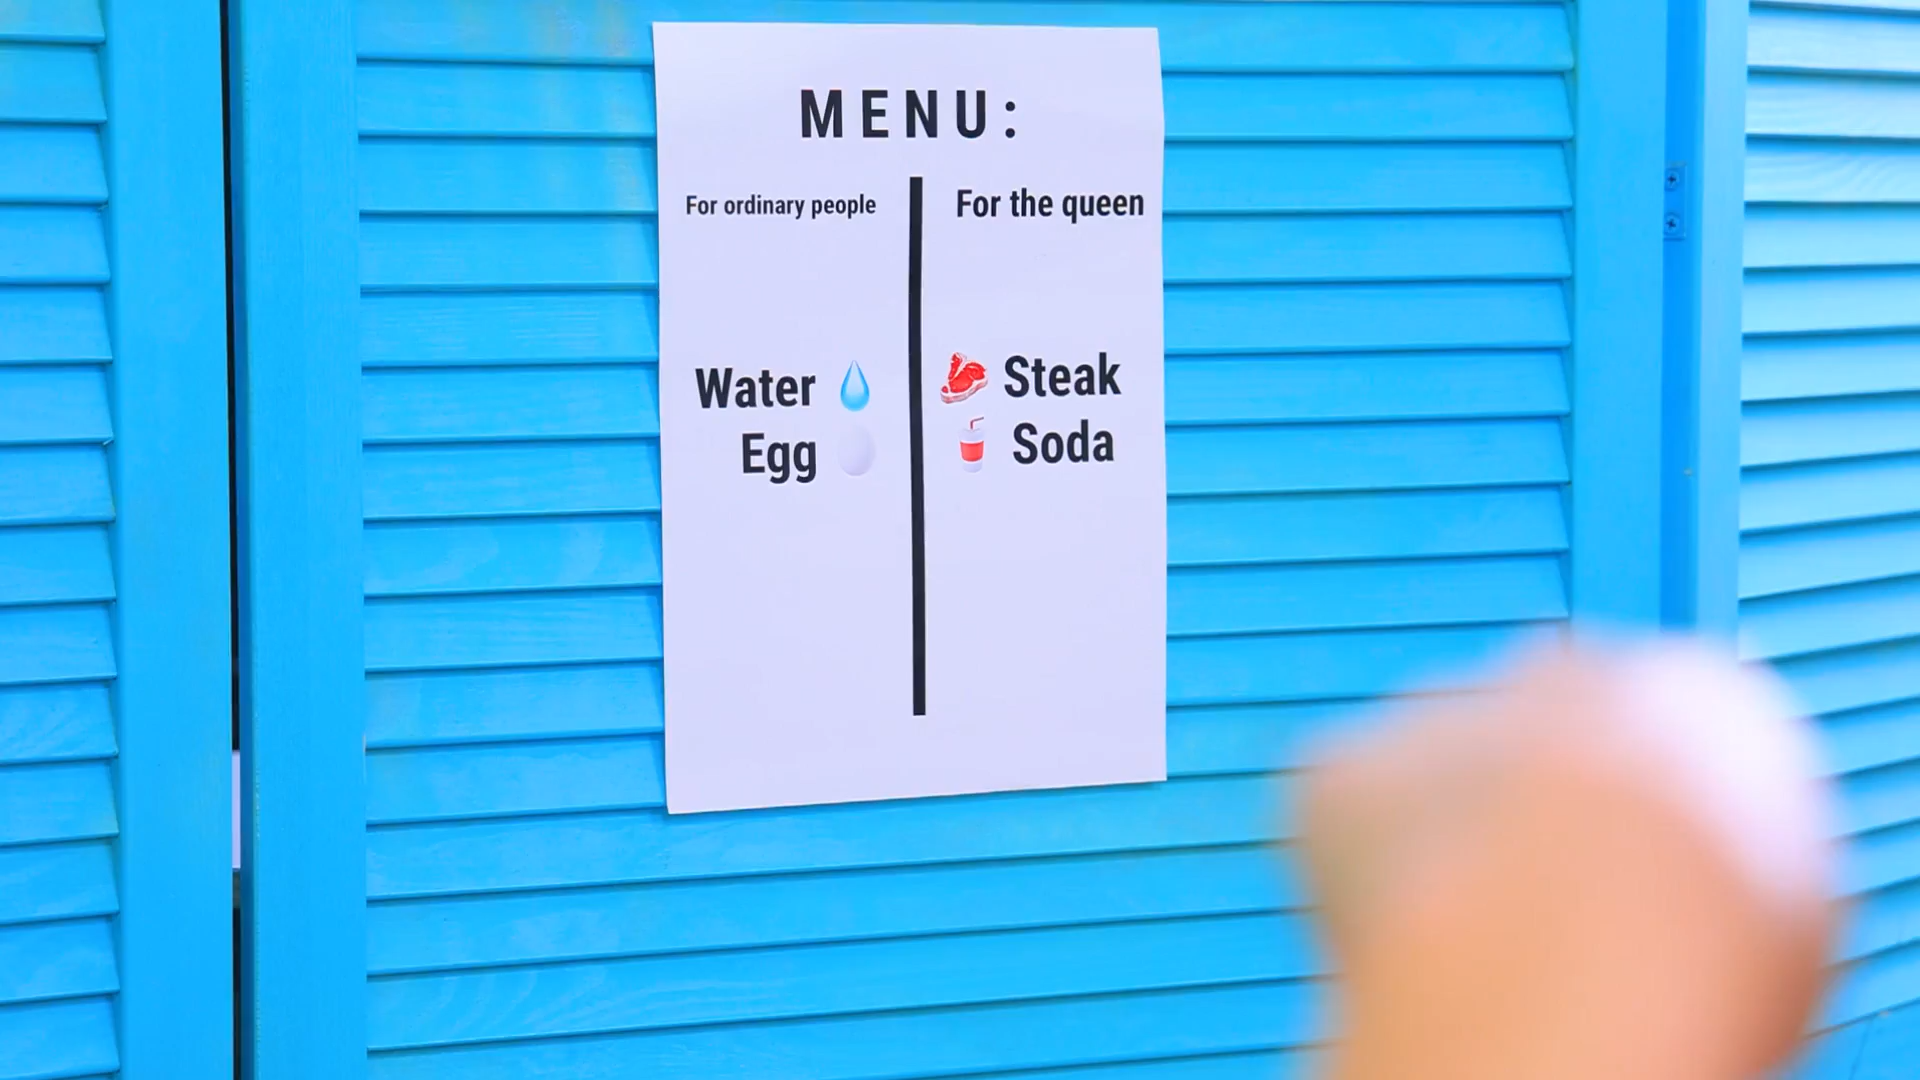 MENU:
For ordinary people
Water
Egg
For the queen
Steak
Soda